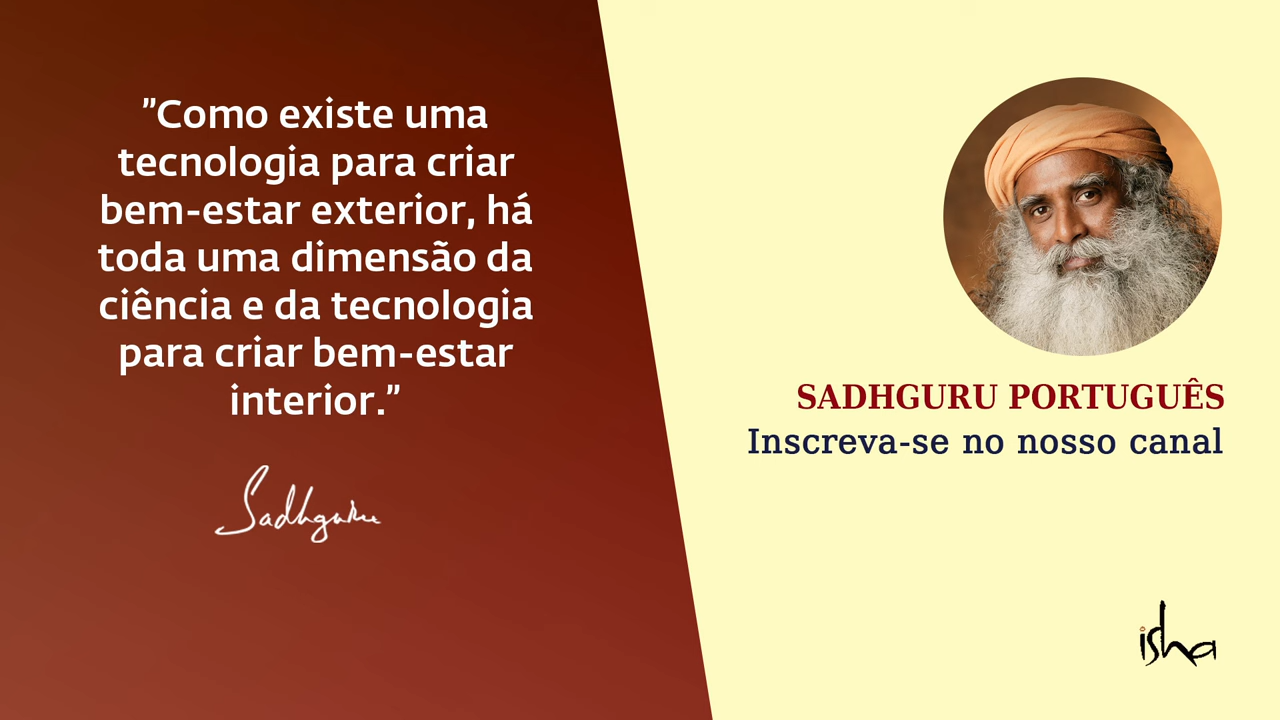 ”Como existe uma
tecnologia para criar
bem-estar exterior, há
toda uma dimensão da
ciência e da tecnologia
para criar bem-estar
interior.”
Sadhguru
SADHGURU PORTUGUÊS
Inscreva-se no nosso canal
isha